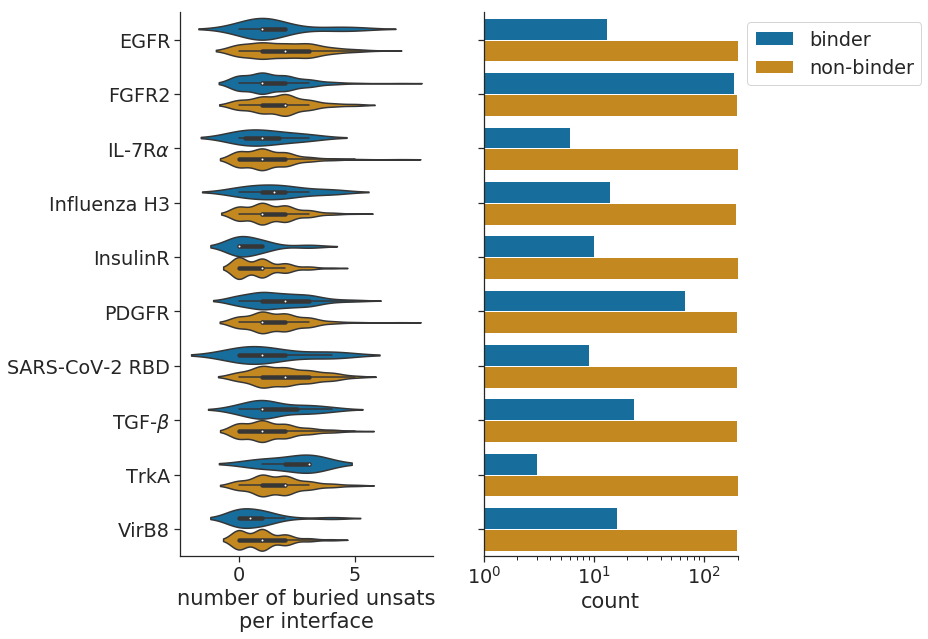 EGFR
FGFR2
IL-7Rα
Influenza H3
InsulinR
PDGFR
SARS-CoV-2 RBD
TGF-β
TrkA
VirB8
0 5
number of buried unsats
per interface
10⁰ 10¹ 10²
count
binder
non-binder